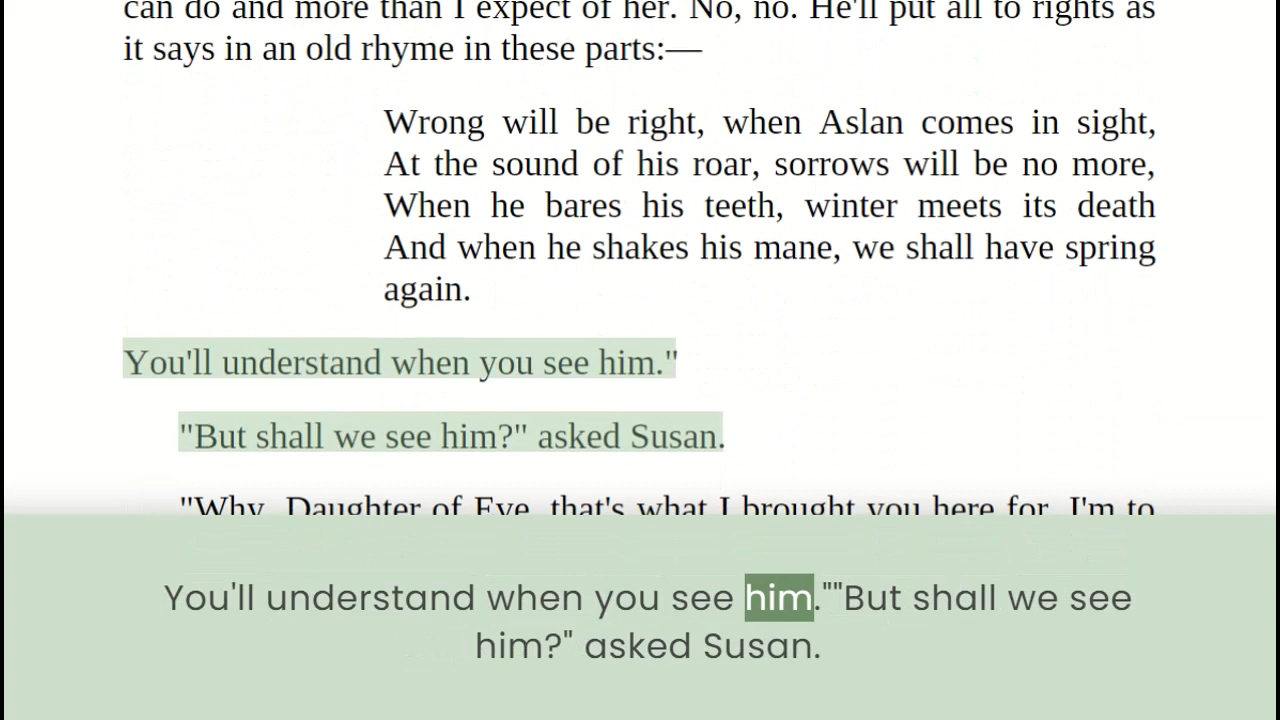 can do and more than I expect of her. No, no. He'll put all to rights as
it says in an old rhyme in these parts:—
Wrong will be right, when Aslan comes in sight,
At the sound of his roar, sorrows will be no more,
When he bares his teeth, winter meets its death
And when he shakes his mane, we shall have spring
again.
You'll understand when you see him."
"But shall we see him?" asked Susan.
"Why, Daughter of Eve, that's what I brought you here for. I'm to
You'll understand when you see him.""But shall we see
him?" asked Susan.